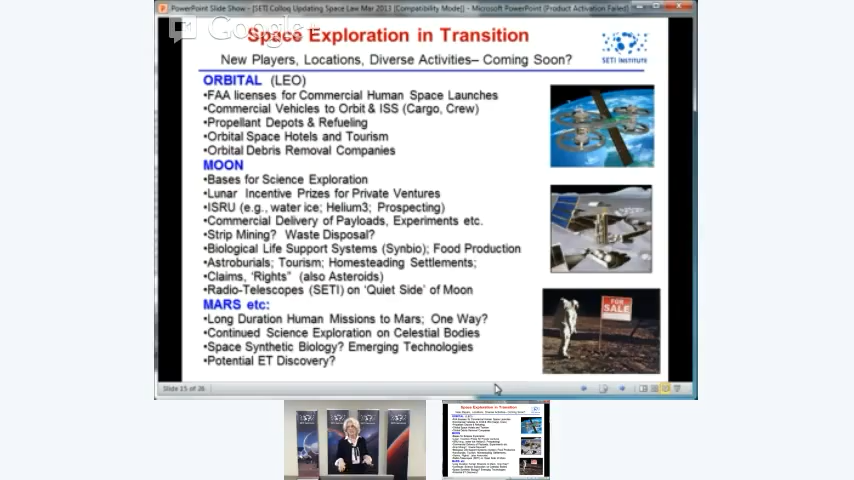 PowerPoint Slide Show - [SETI Colloq Updating Space Law Mar 2013 [Compatibility Mode]] - Microsoft PowerPoint (Product Activation Failed)
Google+
Space Exploration in Transition
New Players, Locations, Diverse Activities– Coming Soon?
SETI INSTITUTE
ORBITAL (LEO)
•FAA licenses for Commercial Human Space Launches
•Commercial Vehicles to Orbit & ISS (Cargo, Crew)
•Propellant Depots & Refueling
•Orbital Space Hotels and Tourism
•Orbital Debris Removal Companies
MOON
•Bases for Science Exploration
•Lunar Incentive Prizes for Private Ventures
•ISRU (e.g., water ice; Helium3; Prospecting)
•Commercial Delivery of Payloads, Experiments etc.
•Strip Mining? Waste Disposal?
•Biological Life Support Systems (Synbio); Food Production
•Astroburials; Tourism; Homesteading Settlements;
•Claims, 'Rights" (also Asteroids)
•Radio-Telescopes (SETI) on 'Quiet Side' of Moon
MARS etc:
•Long Duration Human Missions to Mars; One Way?
•Continued Science Exploration on Celestial Bodies
•Space Synthetic Biology? Emerging Technologies
•Potential ET Discovery?
FOR
SALE
Slide 15 of 26
Space Exploration in Transition